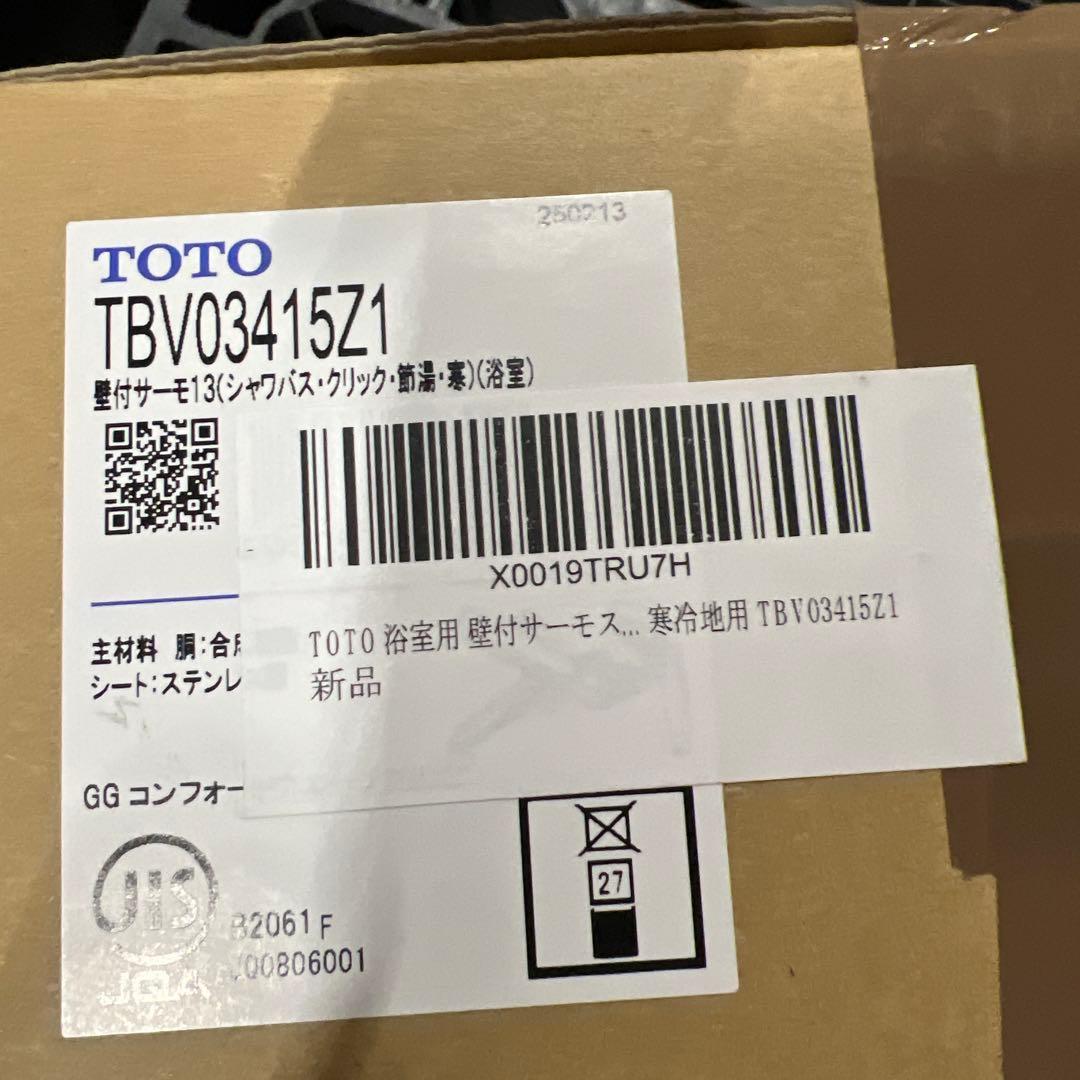 250213
TOTO
TBV03415Z1
壁付サーモ13(シャワバス・クリック・節湯・寒)(浴室)
X0019TRU7H
TOTO 浴室用 壁付サーモス... 寒冷地用 TBV03415Z1
新品
主材料 胴:合
シート:ステンレ
GG コンフォー
27
JIS
B2061 F
JQA
JQ0806001